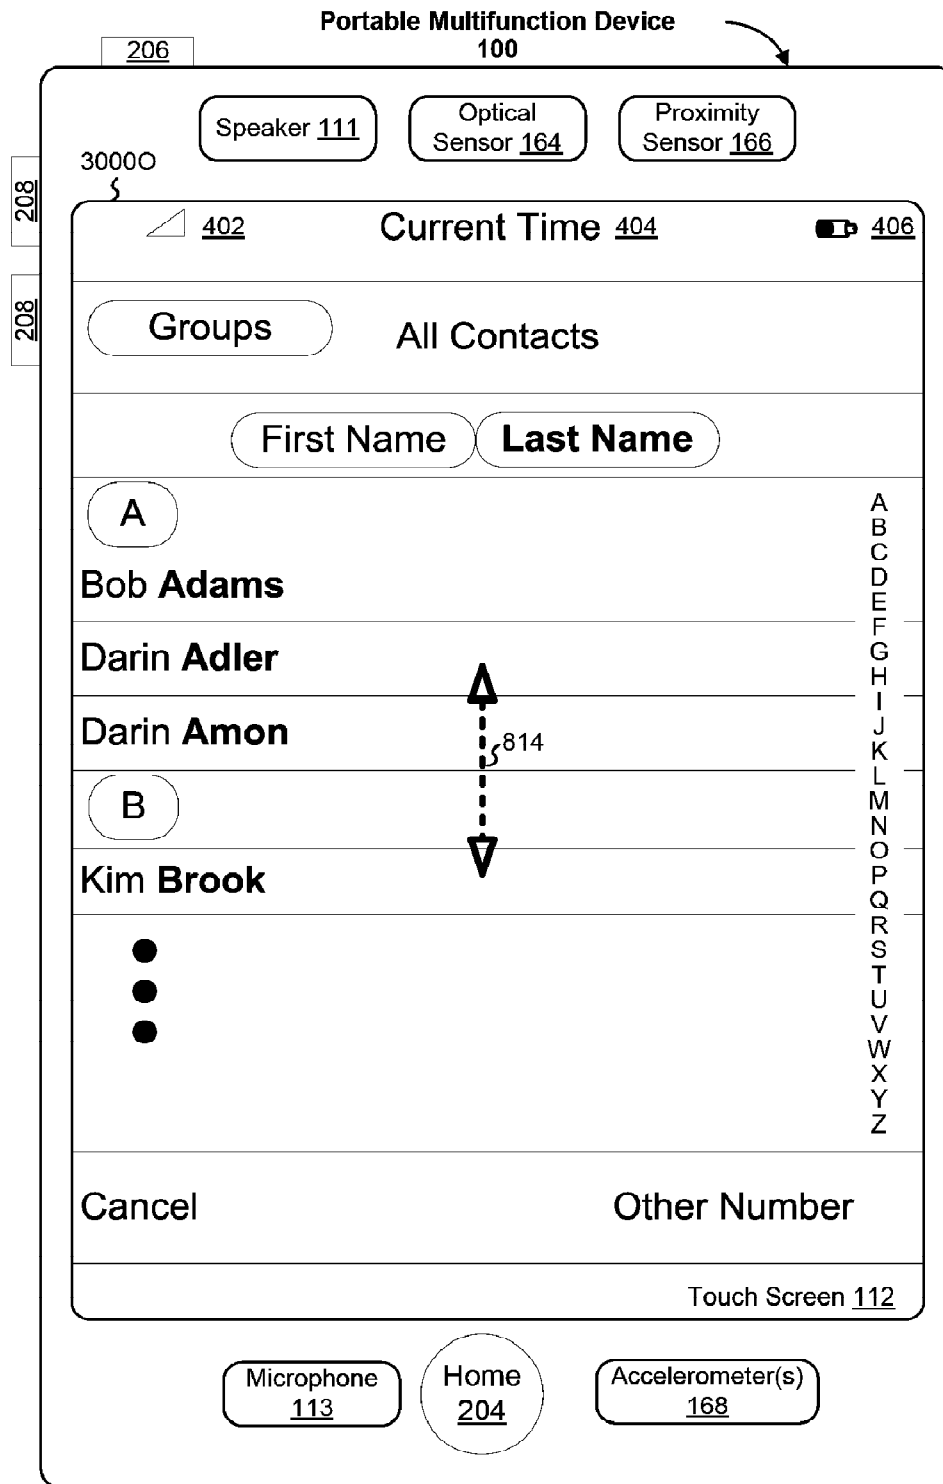 Portable Multifunction Device
100
206
Speaker 111
Optical
Sensor 164
Proximity
Sensor 166
3000O
208
208
402
Current Time 404
406
Groups
All Contacts
First Name
Last Name
A
Bob Adams
Darin Adler
Darin Amon
814
B
Kim Brook
A
B
C
D
E
F
G
H
I
J
K
L
M
N
O
P
Q
R
S
T
U
V
W
X
Y
Z
Cancel
Other Number
Touch Screen 112
Microphone
113
Home
204
Accelerometer(s)
168